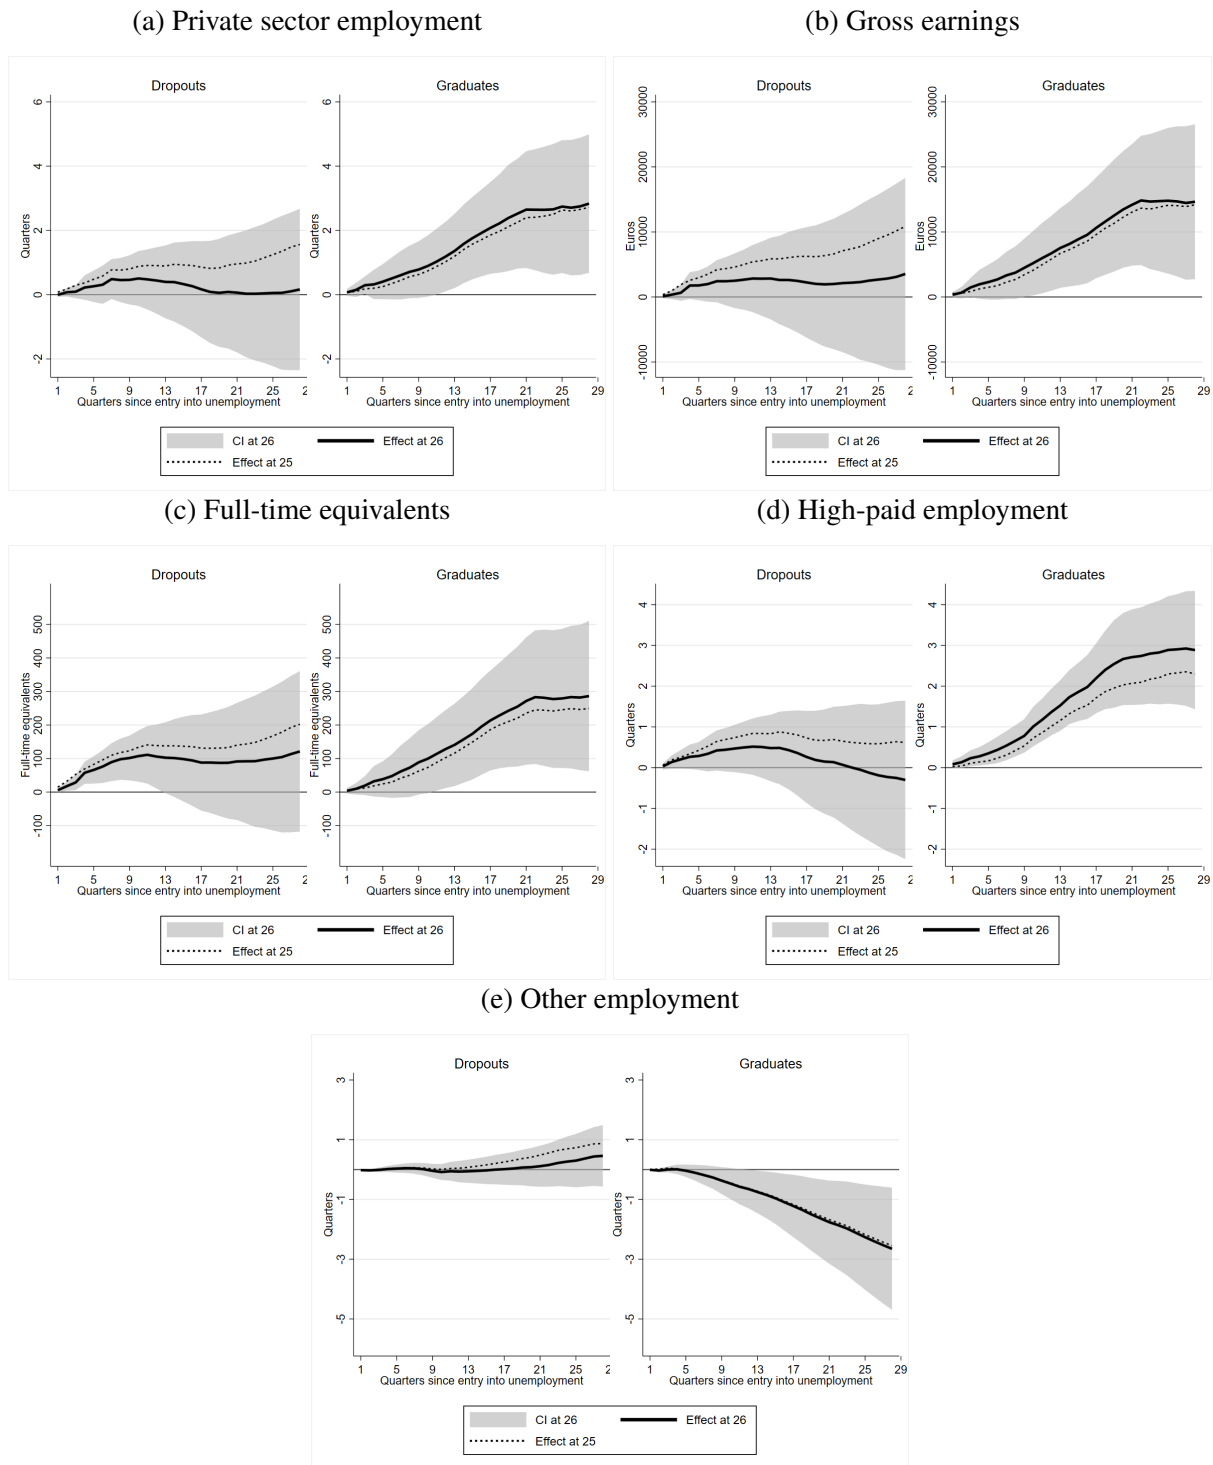 (a) Private sector employment
Dropouts
Graduates
Quarters
6
4
2
0
-2
Quarters
6
4
2
0
-2
1 5 9 13 17 21 25 2
1 5 9 13 17 21 25 29
Quarters since entry into unemployment
Quarters since entry into unemployment
CI at 26
Effect at 26
Effect at 25
(b) Gross earnings
Dropouts
Graduates
Euros
30000
20000
10000
0
-10000
Euros
30000
20000
10000
0
-10000
1 5 9 13 17 21 25 2
1 5 9 13 17 21 25 29
Quarters since entry into unemployment
Quarters since entry into unemployment
CI at 26
Effect at 26
Effect at 25
(c) Full-time equivalents
Dropouts
Graduates
Full-time equivalents
500
400
300
200
100
0
-100
Full-time equivalents
500
400
300
200
100
0
-100
1 5 9 13 17 21 25 2
1 5 9 13 17 21 25 29
Quarters since entry into unemployment
Quarters since entry into unemployment
CI at 26
Effect at 26
Effect at 25
(d) High-paid employment
Dropouts
Graduates
Quarters
4
3
2
1
0
-1
-2
Quarters
4
3
2
1
0
-1
-2
1 5 9 13 17 21 25 2
1 5 9 13 17 21 25 29
Quarters since entry into unemployment
Quarters since entry into unemployment
CI at 26
Effect at 26
Effect at 25
(e) Other employment
Dropouts
Graduates
Quarters
3
1
-1
-3
-5
Quarters
3
1
-1
-3
-5
1 5 9 13 17 21 25 2
1 5 9 13 17 21 25 29
Quarters since entry into unemployment
Quarters since entry into unemployment
CI at 26
Effect at 26
Effect at 25